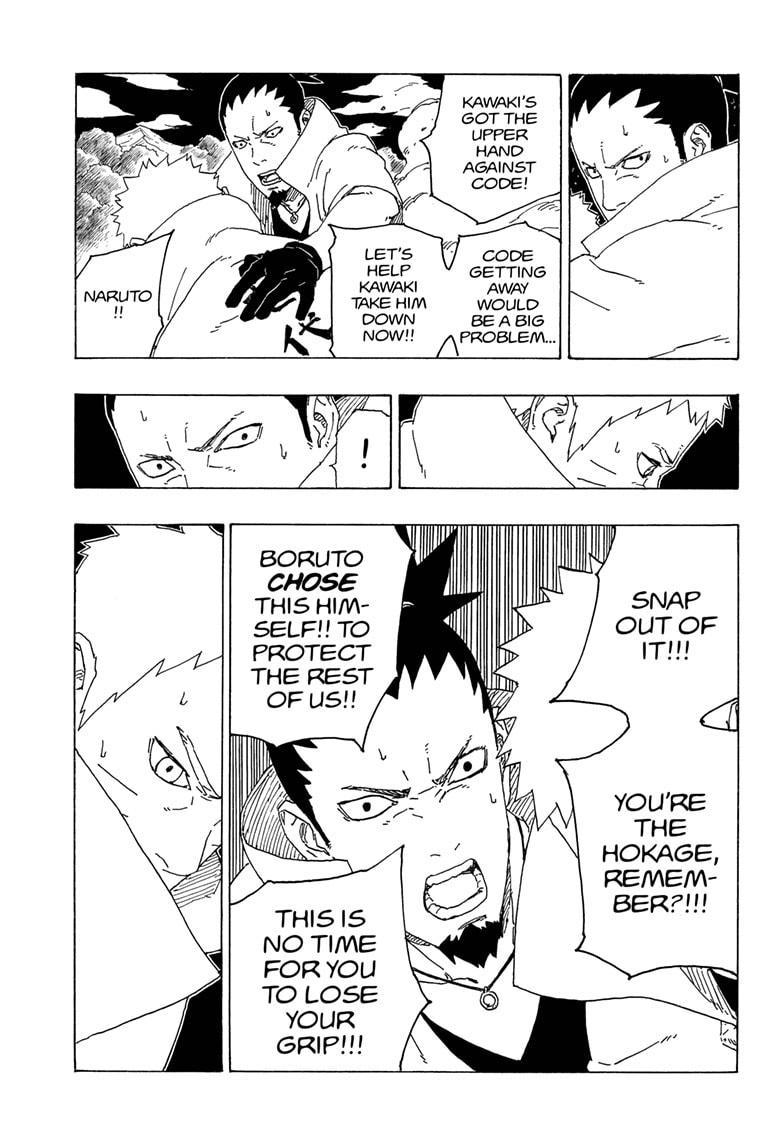 KAWAKI'S
GOT THE
UPPER
HAND
AGAINST
CODE!
CODE
GETTING
AWAY
WOULD
BE A BIG
PROBLEM...
LET'S
HELP
KAWAKI
TAKE HIM
DOWN
NOW!!
NARUTO
!!
!
SNAP
OUT OF
IT!!!
YOU'RE
THE
HOKAGE,
REMEM-
BER?!!!
BORUTO
CHOSE
THIS HIM-
SELF!! TO
PROTECT
THE REST
OF US!!
THIS IS
NO TIME
FOR YOU
TO LOSE
YOUR
GRIP!!!